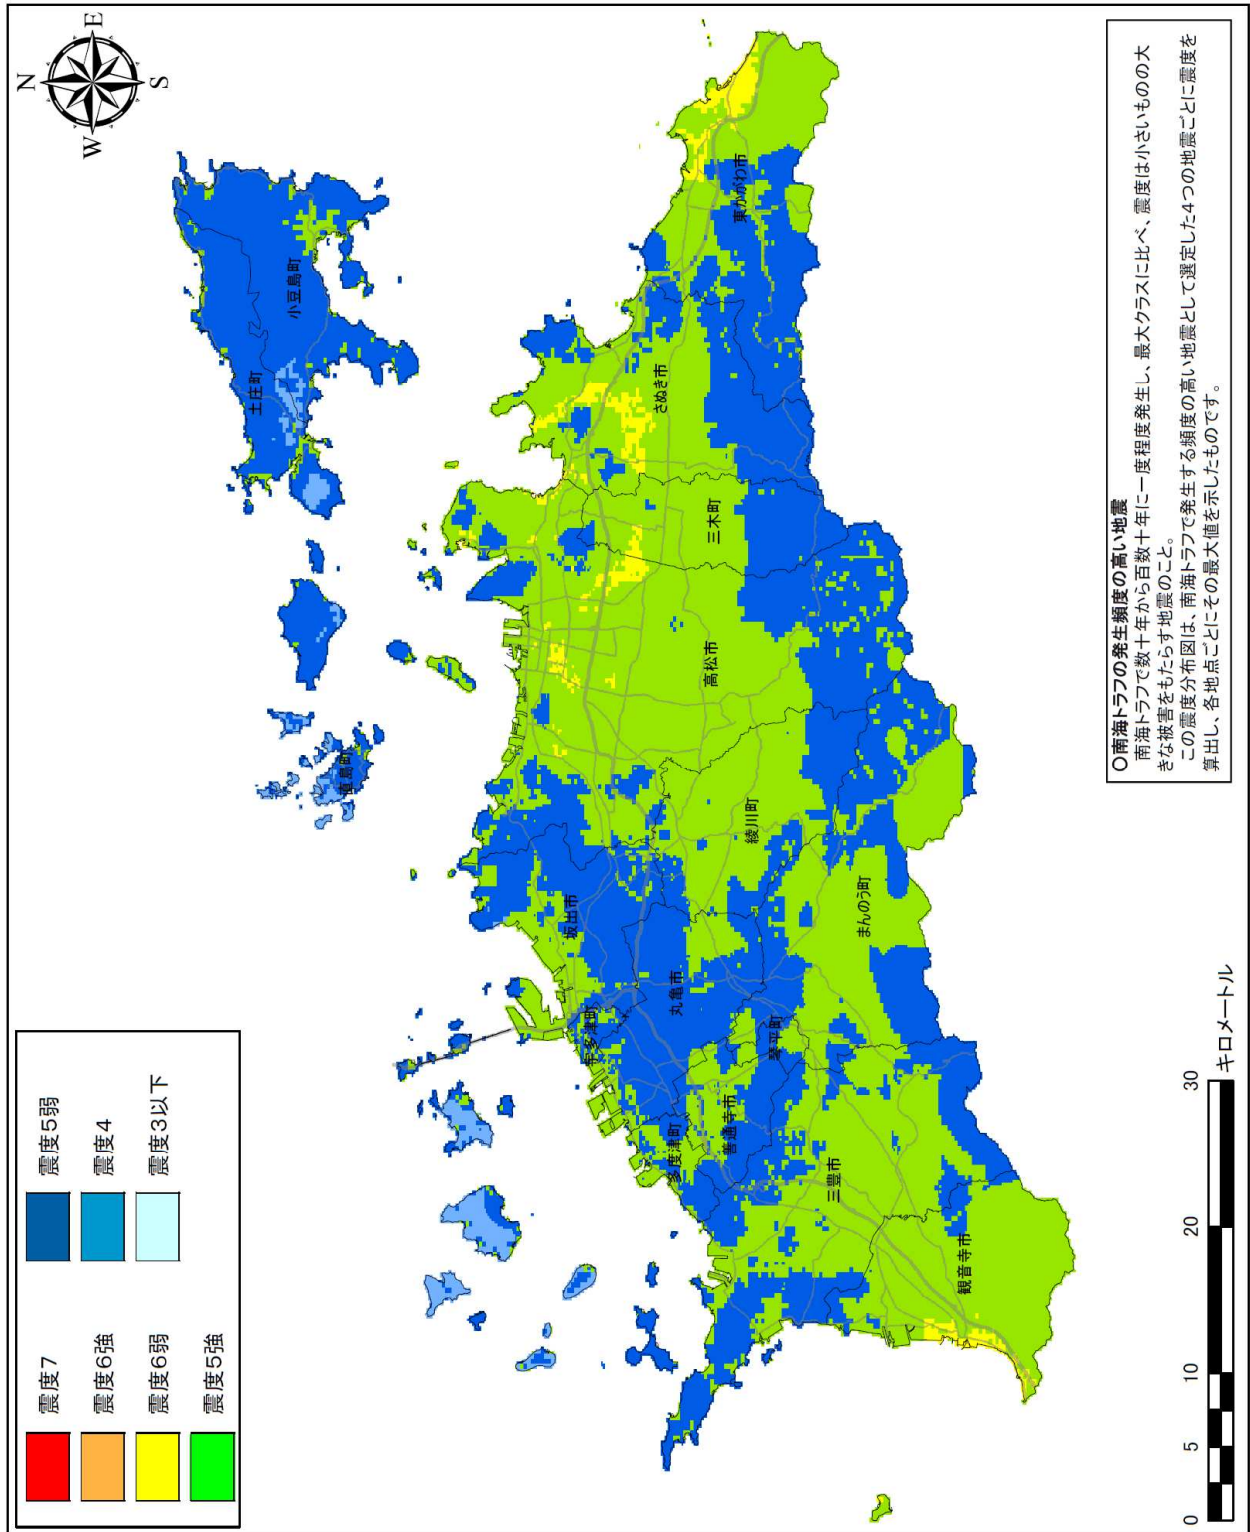 N
W
E
S
震度7
震度6強
震度6弱
震度5強
震度5弱
震度4
震度3以下
土庄町
小豆島町
直島町
東かがわ市
さぬき市
三木町
高松市
綾川町
坂出市
宇多津町
丸亀市
まんのう町
琴平町
善通寺市
多度津町
三豊市
観音寺市
0 5 10 20 30
キロメートル
〇南海トラフの発生頻度の高い地震
南海トラフで数十年から百数十年に一度程度発生し、最大クラスに比べ、震度は小さいものの大
きな被害をもたらす地震のこと。
この震度分布図は、南海トラフで発生する頻度の高い地震として選定した4つの地震ごとに震度を
算出し、各地点ごとにその最大値を示したものです。